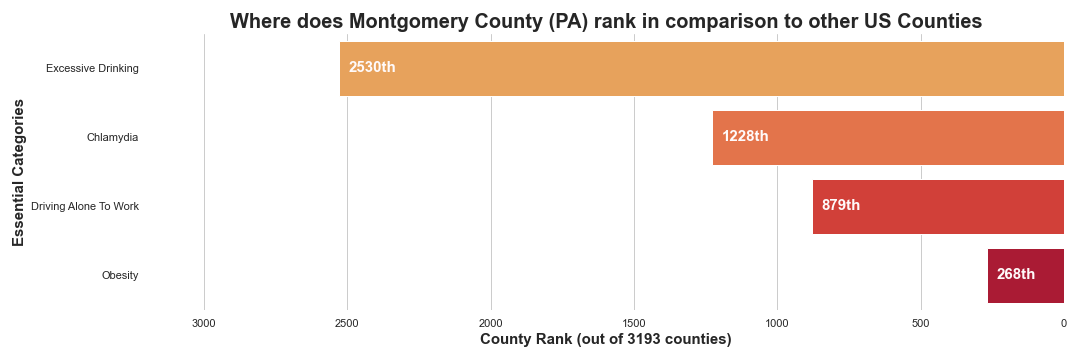 Where does Montgomery County (PA) rank in comparison to other US Counties
Essential Categories
Excessive Drinking
2530th
Chlamydia
1228th
Driving Alone To Work
879th
Obesity
268th
3000 2500 2000 1500 1000 500 0
County Rank (out of 3193 counties)